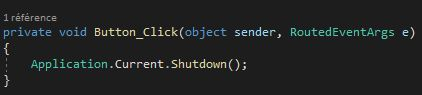 1 référence
private void Button_Click(object sender, RoutedEventArgs e)
{
Application.Current.Shutdown();
}